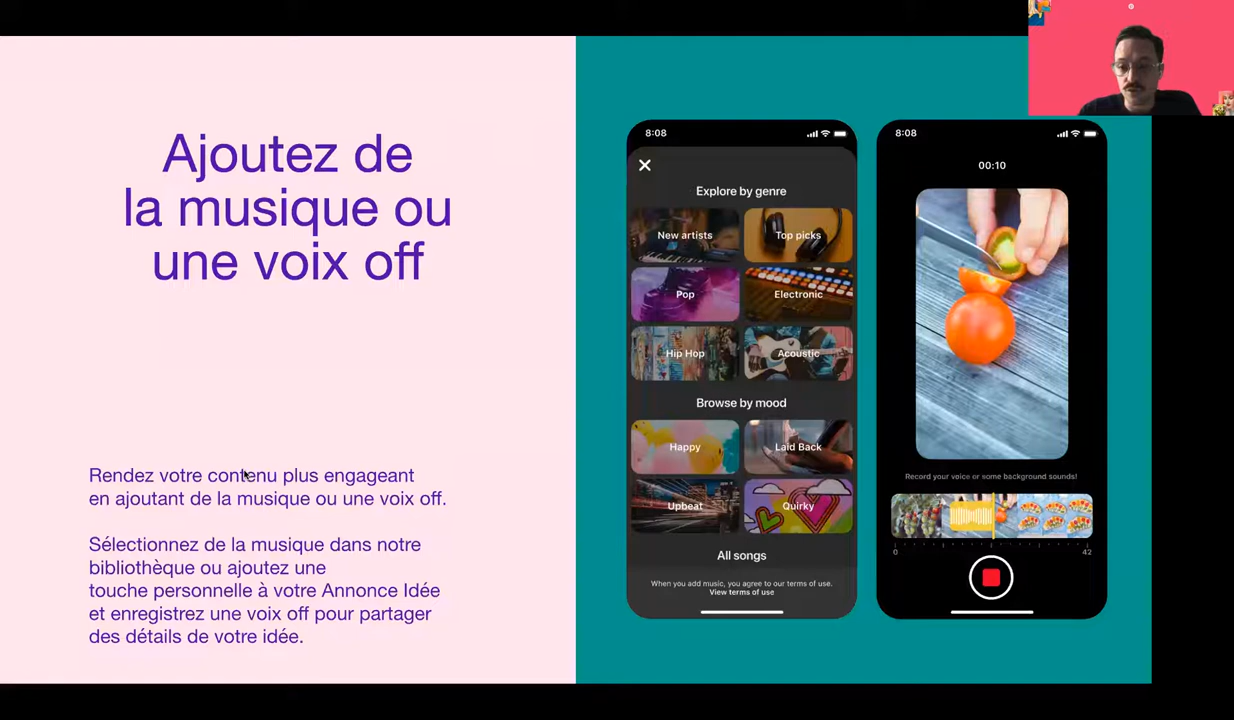 Ajoutez de
la musique ou
une voix off
Rendez votre contenu plus engageant
en ajoutant de la musique ou une voix off.
Sélectionnez de la musique dans notre
bibliothèque ou ajoutez une
touche personnelle à votre Annonce Idée
et enregistrez une voix off pour partager
des détails de votre idée.
8:08
Explore by genre
New artists
Top picks
Pop
Electronic
Hip Hop
Acoustic
Browse by mood
Happy
Laid Back
Upbeat
Quirky
All songs
When you add music, you agree to our terms of use.
View terms of use
8:08
00:10
Record your voice or some background sounds!
0 42